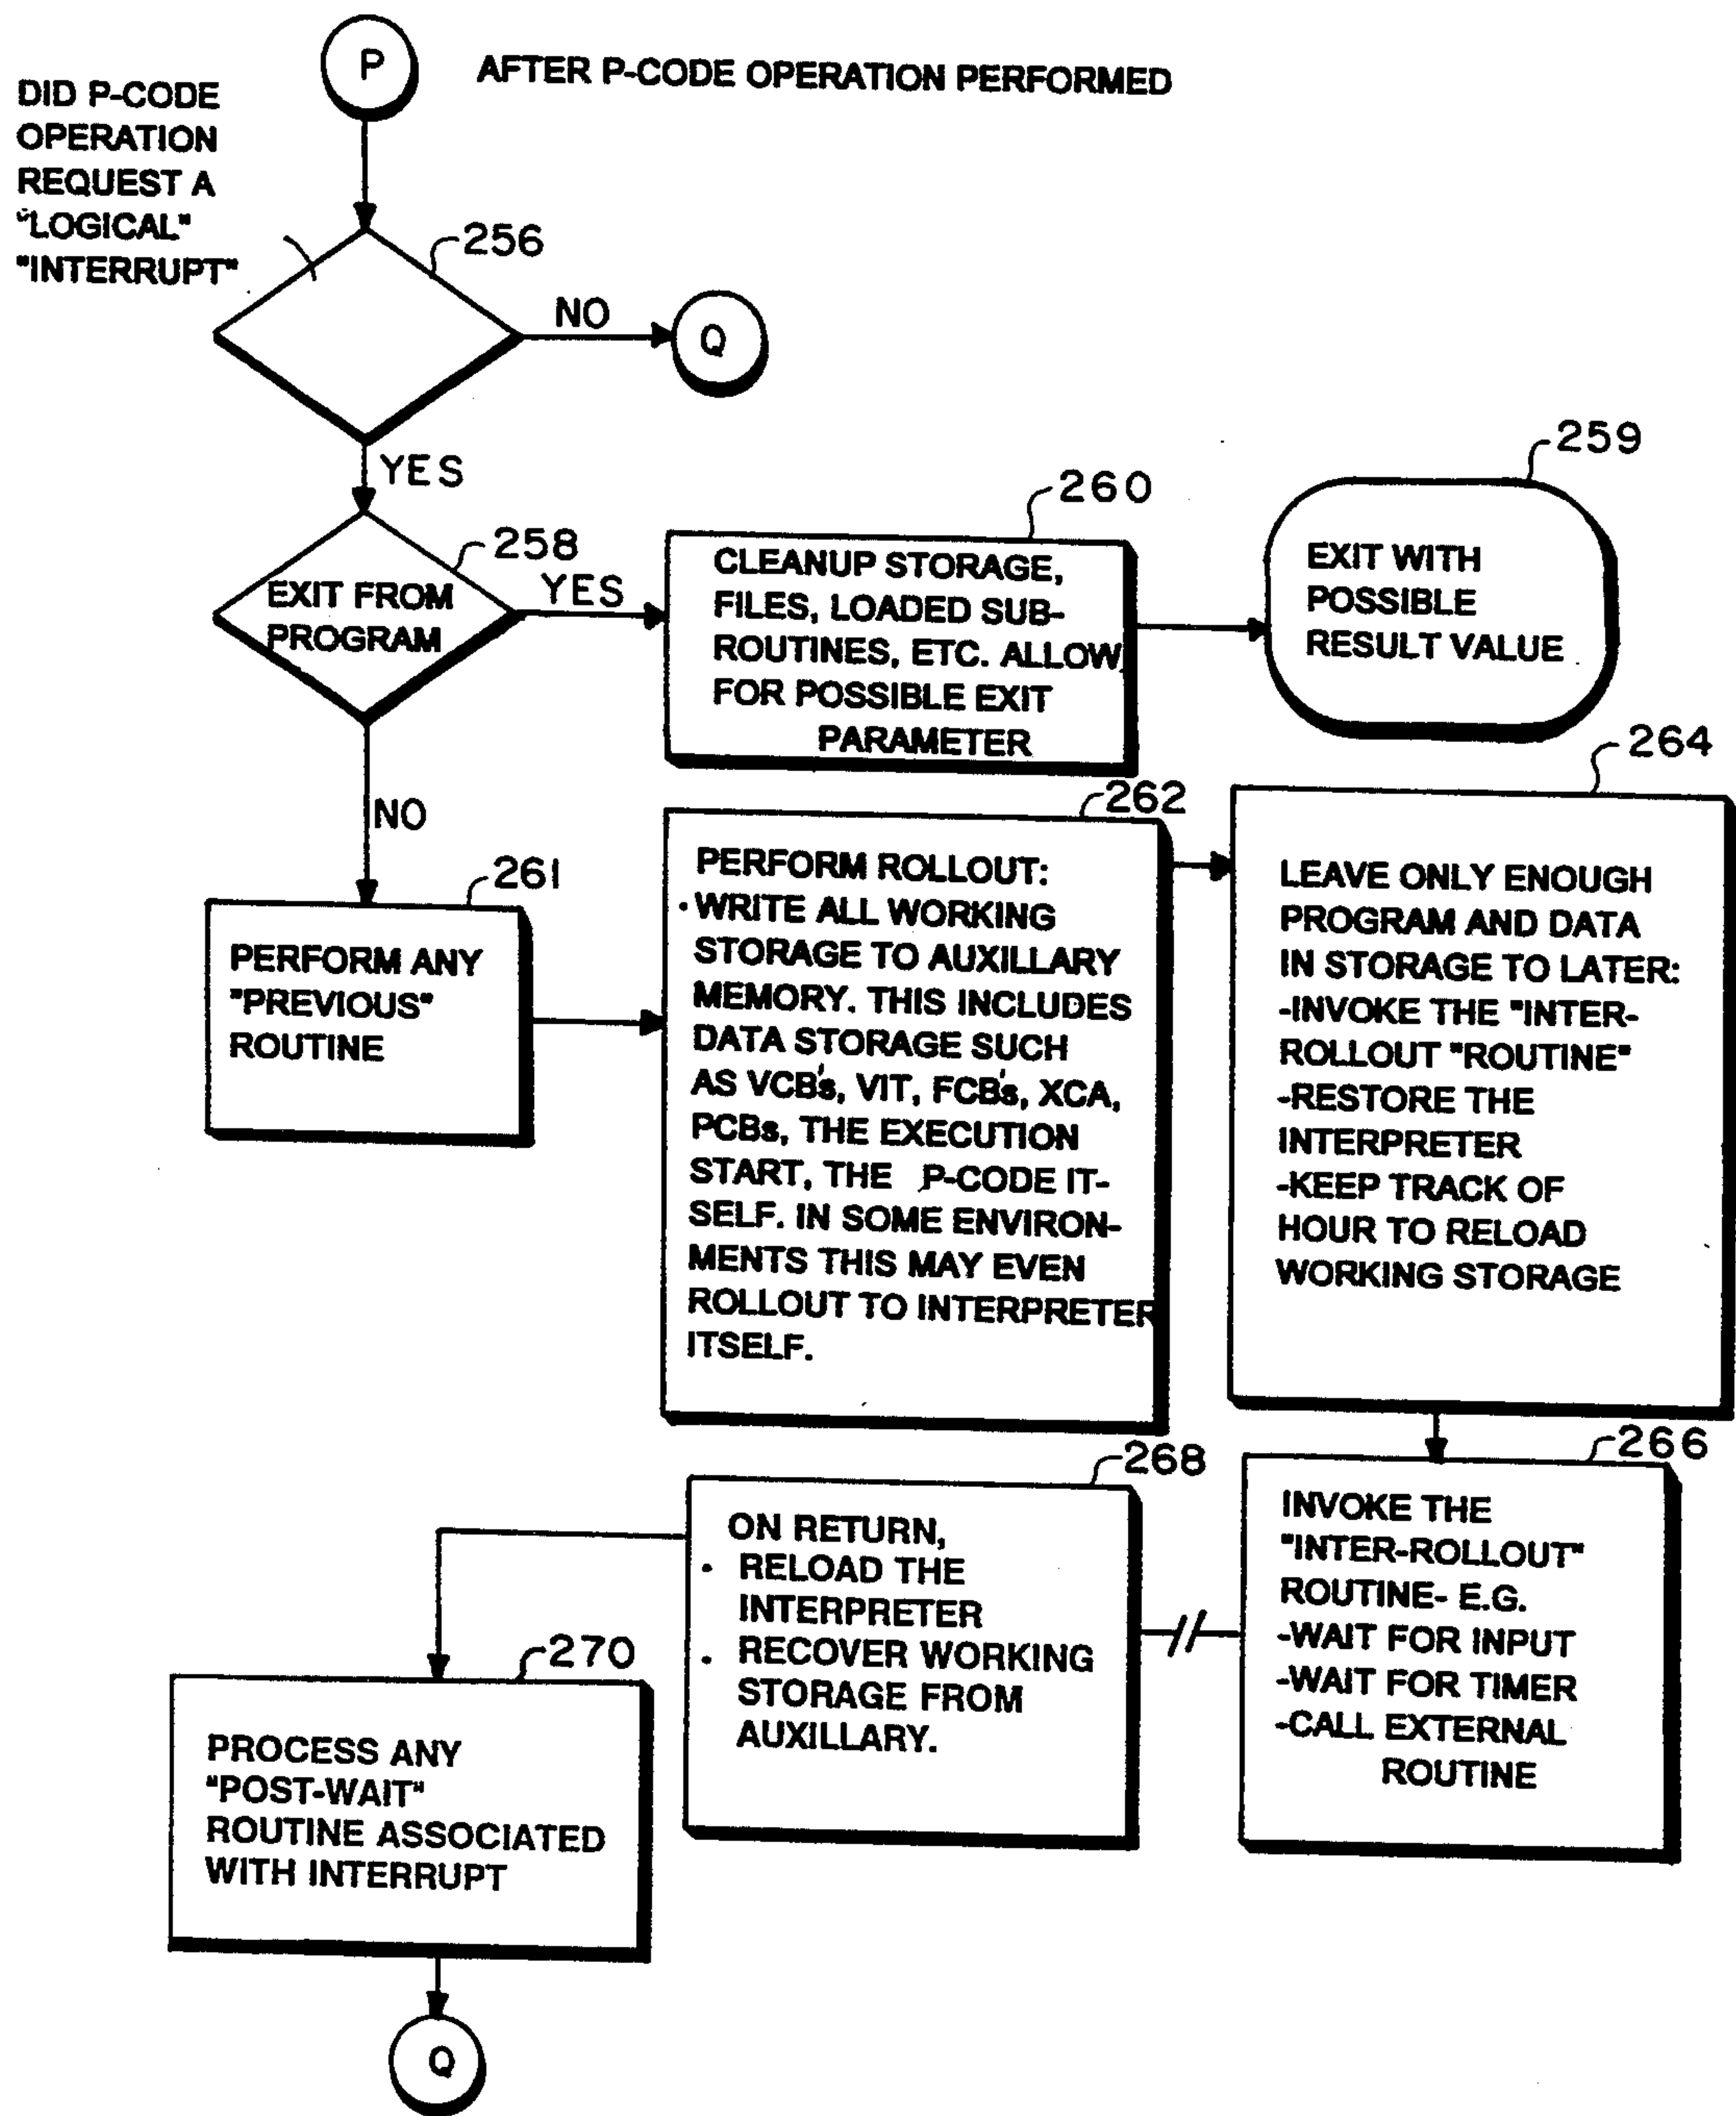 P
AFTER P-CODE OPERATION PERFORMED
DID P-CODE
OPERATION
REQUEST A
"LOGICAL"
"INTERRUPT"
256
NO
Q
YES
258
EXIT FROM
PROGRAM
YES
260
CLEANUP STORAGE,
FILES, LOADED SUB-
ROUTINES, ETC. ALLOW
FOR POSSIBLE EXIT
PARAMETER
259
EXIT WITH
POSSIBLE
RESULT VALUE
NO
261
PERFORM ANY
"PREVIOUS"
ROUTINE
262
PERFORM ROLLOUT:
· WRITE ALL WORKING
STORAGE TO AUXILLARY
MEMORY. THIS INCLUDES
DATA STORAGE SUCH
AS VCB's, VIT, FCB's, XCA,
PCBs, THE EXECUTION
START, THE P-CODE IT-
SELF. IN SOME ENVIRON-
MENTS THIS MAY EVEN
ROLLOUT TO INTERPRETER
ITSELF.
264
LEAVE ONLY ENOUGH
PROGRAM AND DATA
IN STORAGE TO LATER:
-INVOKE THE "INTER-
ROLLOUT "ROUTINE"
-RESTORE THE
INTERPRETER
-KEEP TRACK OF
HOUR TO RELOAD
WORKING STORAGE
266
INVOKE THE
"INTER-ROLLOUT"
ROUTINE- E.G.
-WAIT FOR INPUT
-WAIT FOR TIMER
-CALL EXTERNAL
ROUTINE
268
ON RETURN,
· RELOAD THE
INTERPRETER
· RECOVER WORKING
STORAGE FROM
AUXILLARY.
270
PROCESS ANY
"POST-WAIT"
ROUTINE ASSOCIATED
WITH INTERRUPT
Q